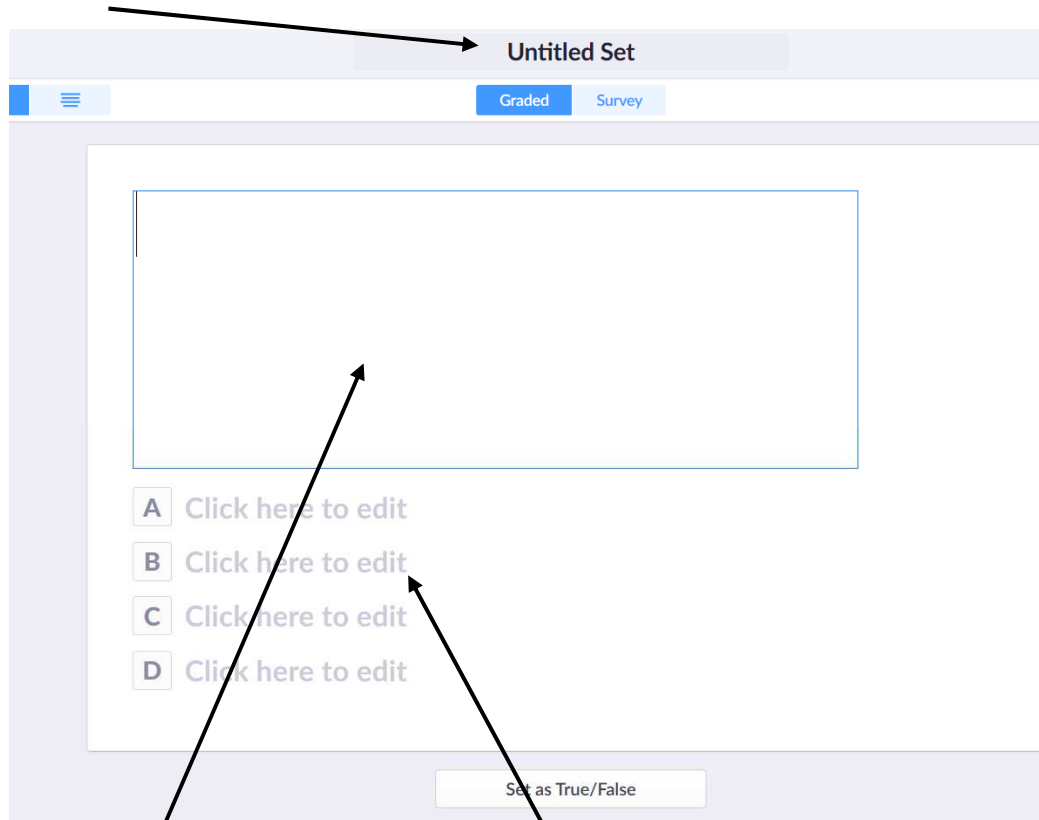 Untitled Set
Graded Survey
A Click here to edit
B Click here to edit
C Click here to edit
D Click here to edit
Set as True/False